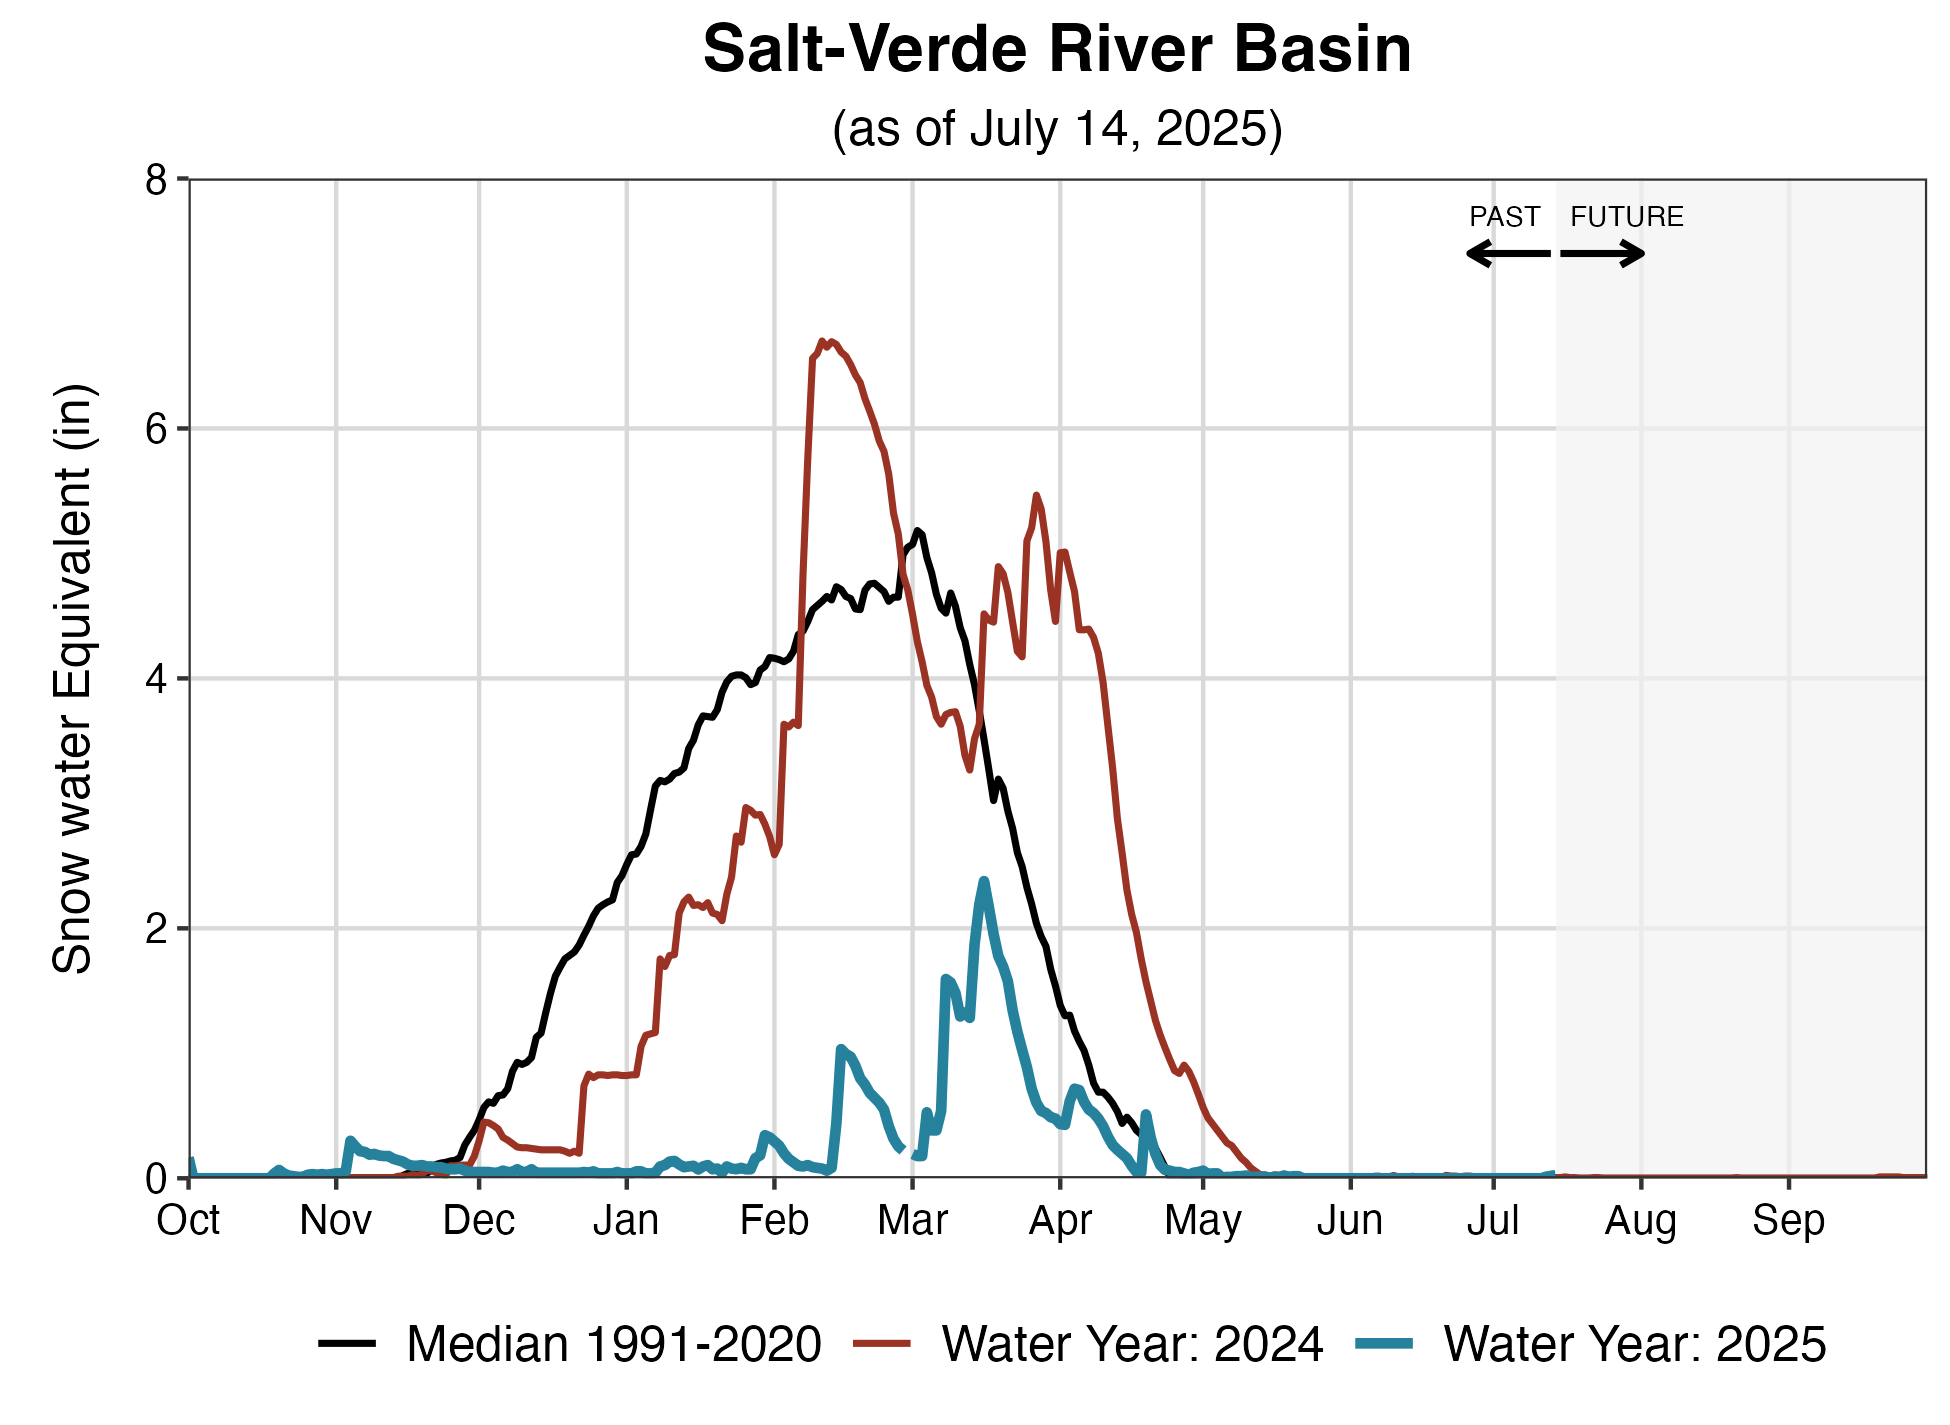 Salt-Verde River Basin
(as of July 14, 2025)
8
PAST FUTURE
6
4
2
0
Snow water Equivalent (in)
Oct Nov Dec Jan Feb Mar Apr May Jun Jul Aug Sep
Median 1991-2020 Water Year: 2024 Water Year: 2025